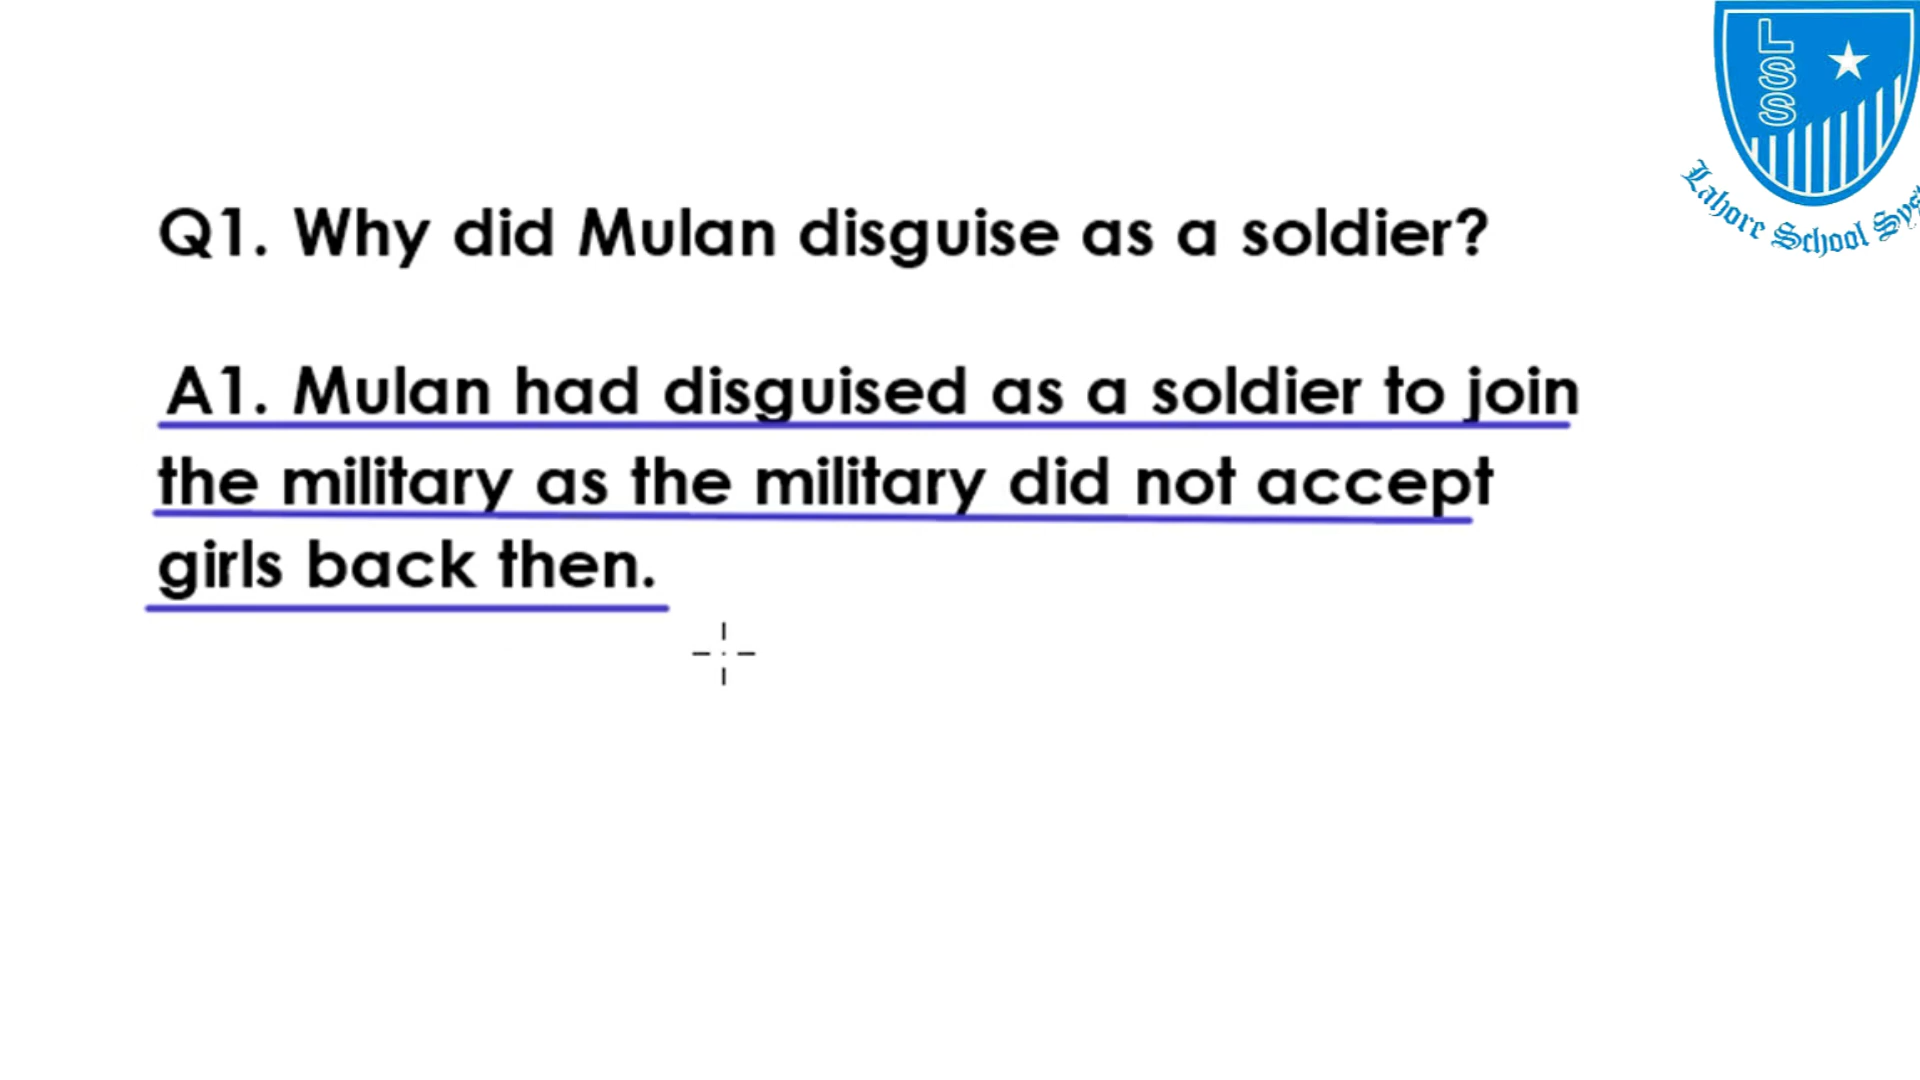 LSS
Lahore School
Q1. Why did Mulan disguise as a soldier?
A1. Mulan had disguised as a soldier to join
the military as the military did not accept
girls back then.